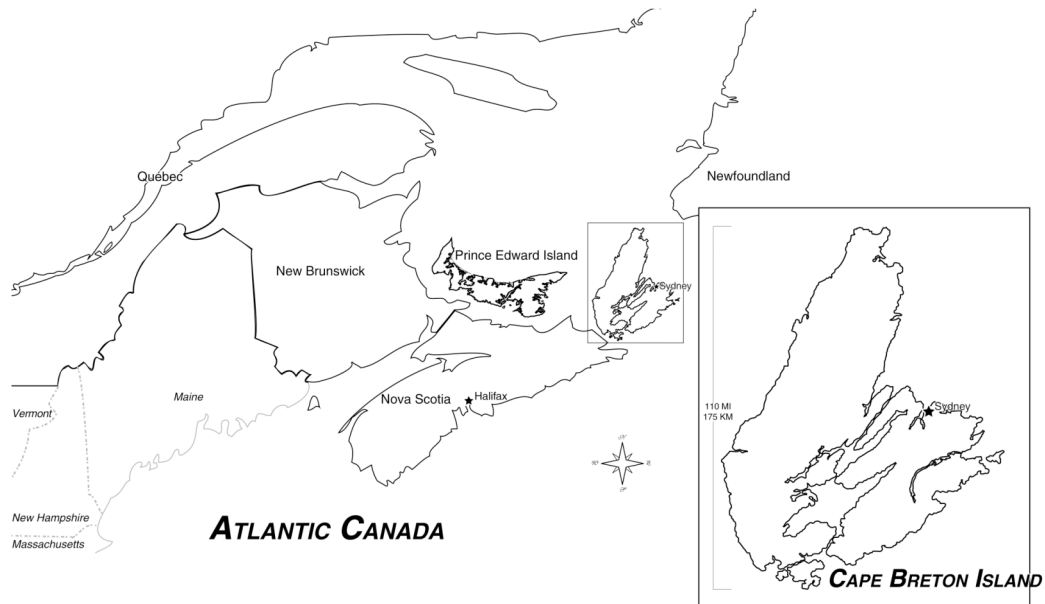 Québec
Newfoundland
New Brunswick
Prince Edward Island
Sydney
Maine
Nova Scotia
Halifax
Vermont
New Hampshire
Massachusetts
N
W
E
S
ATLANTIC CANADA
110 MI
175 KM
Sydney
CAPE BRETON ISLAND